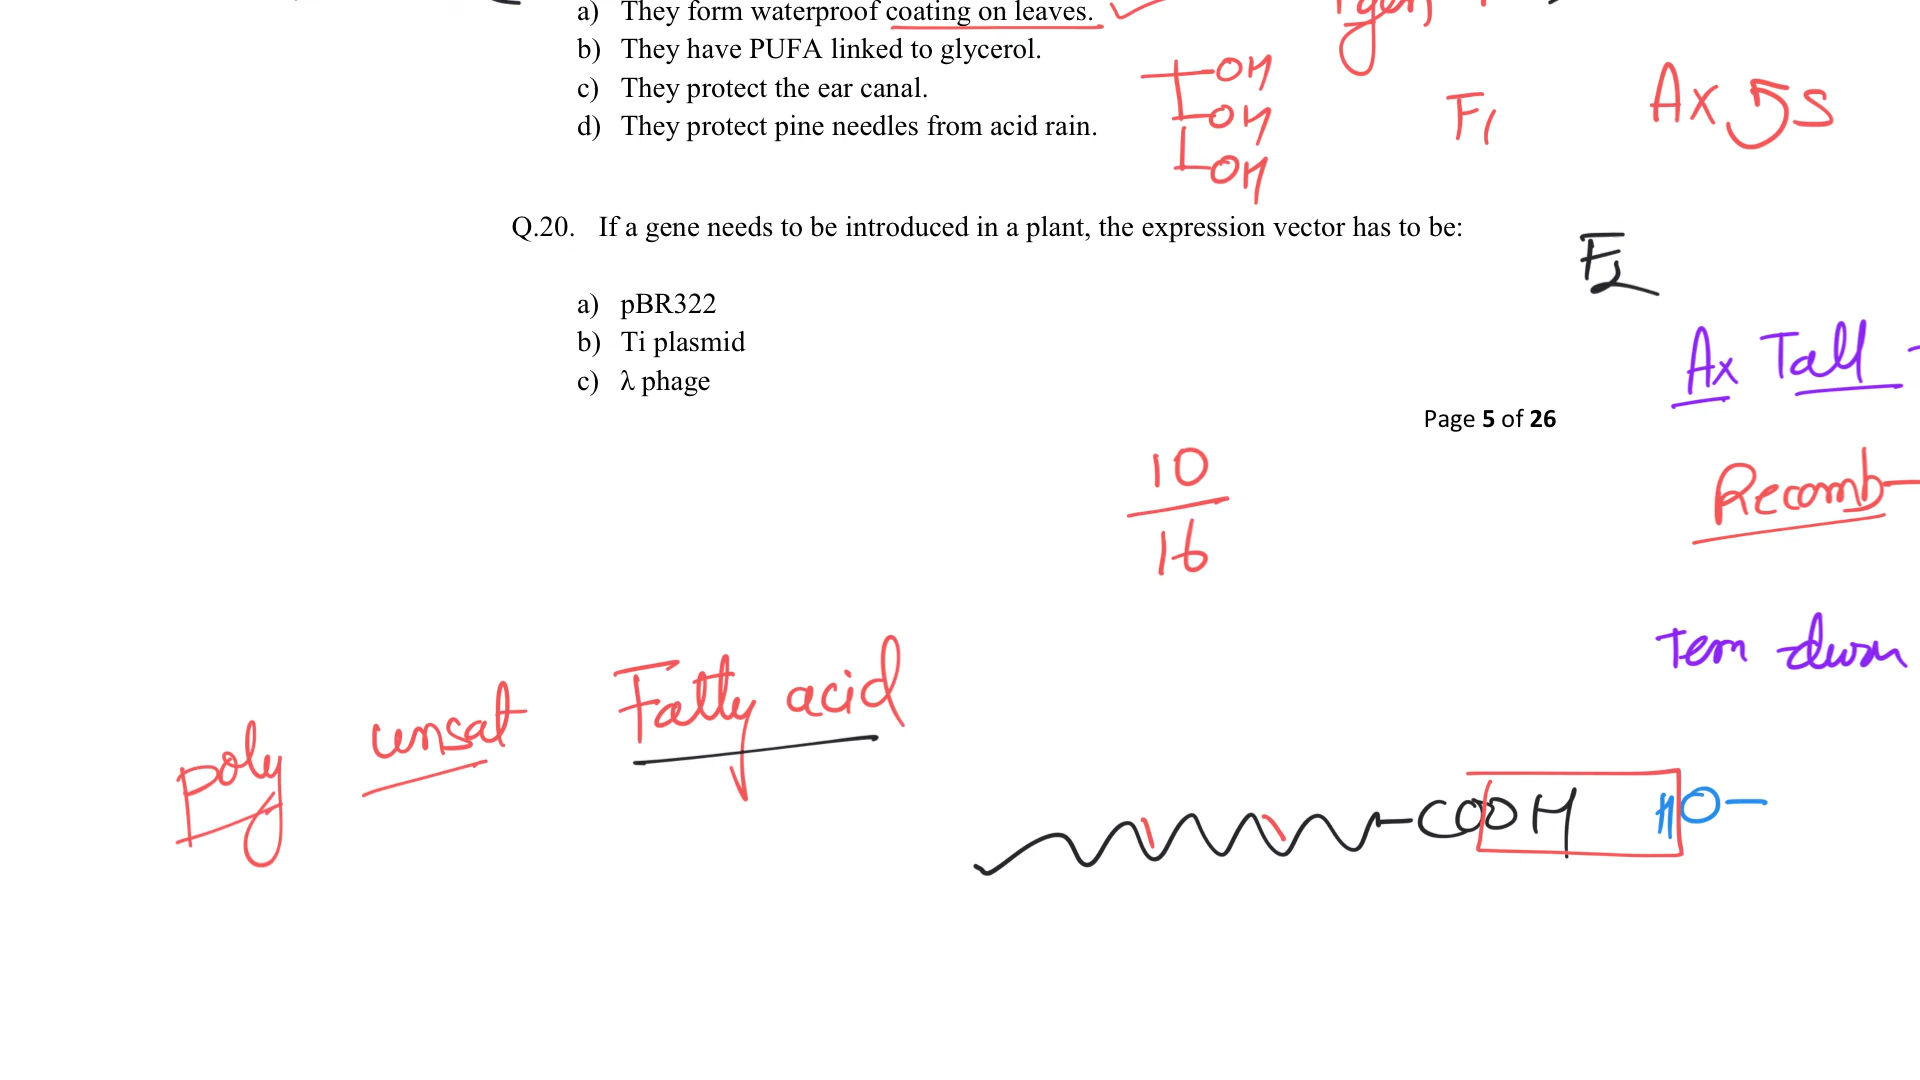 a) They form waterproof coating on leaves.
b) They have PUFA linked to glycerol.
c) They protect the ear canal.
d) They protect pine needles from acid rain.
OH
OH
OH
F1
Ax
S
Q.20. If a gene needs to be introduced in a plant, the expression vector has to be:
F2
a) pBR322
b) Ti plasmid
c) λ phage
Ax Tall
Page 5 of 26
10
16
Recomb
poly unsat Fatty acid
Term
COOH HO